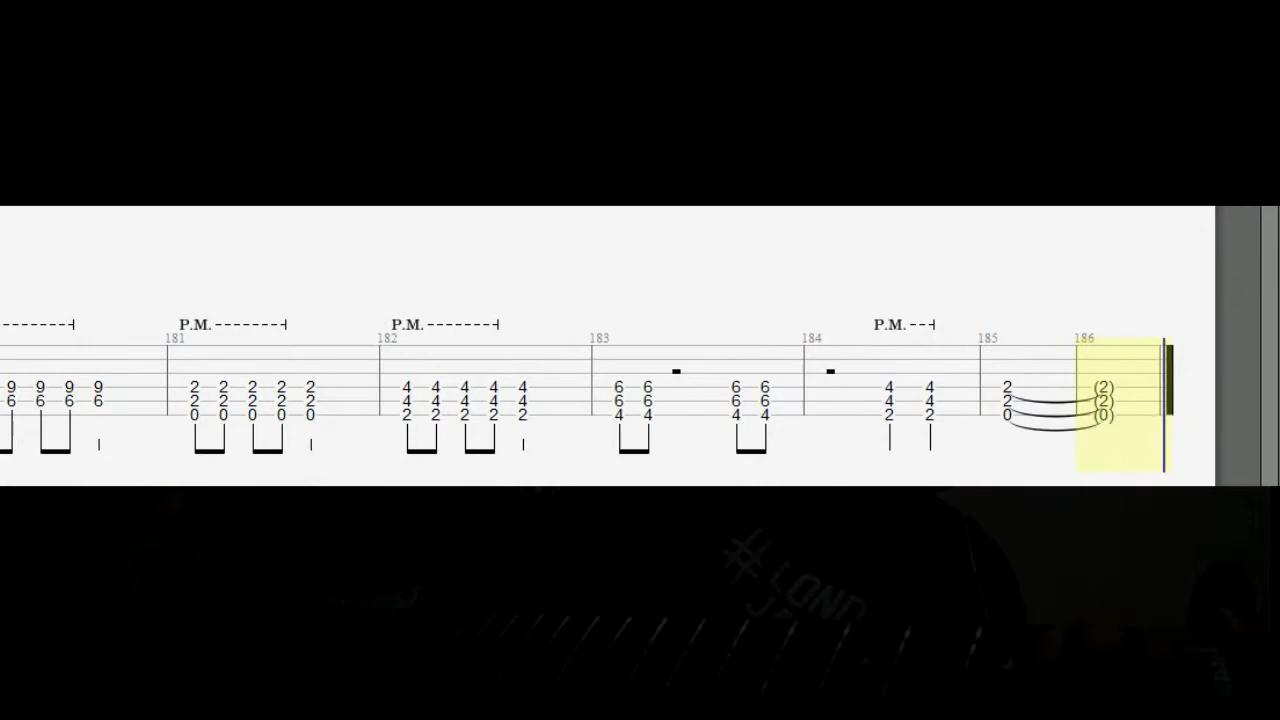 P.M. P.M. P.M.
181 182 183 184 185 186
9 9 9 9 2 2 2 2 2 4 4 4 4 4 6 6 6 6 4 4 2 (2)
6 6 6 6 2 2 2 2 2 4 4 4 4 4 6 6 6 6 4 4 2 (2)
0 0 0 0 0 2 2 2 2 2 4 4 4 4 2 2 0 (0)
# LOND